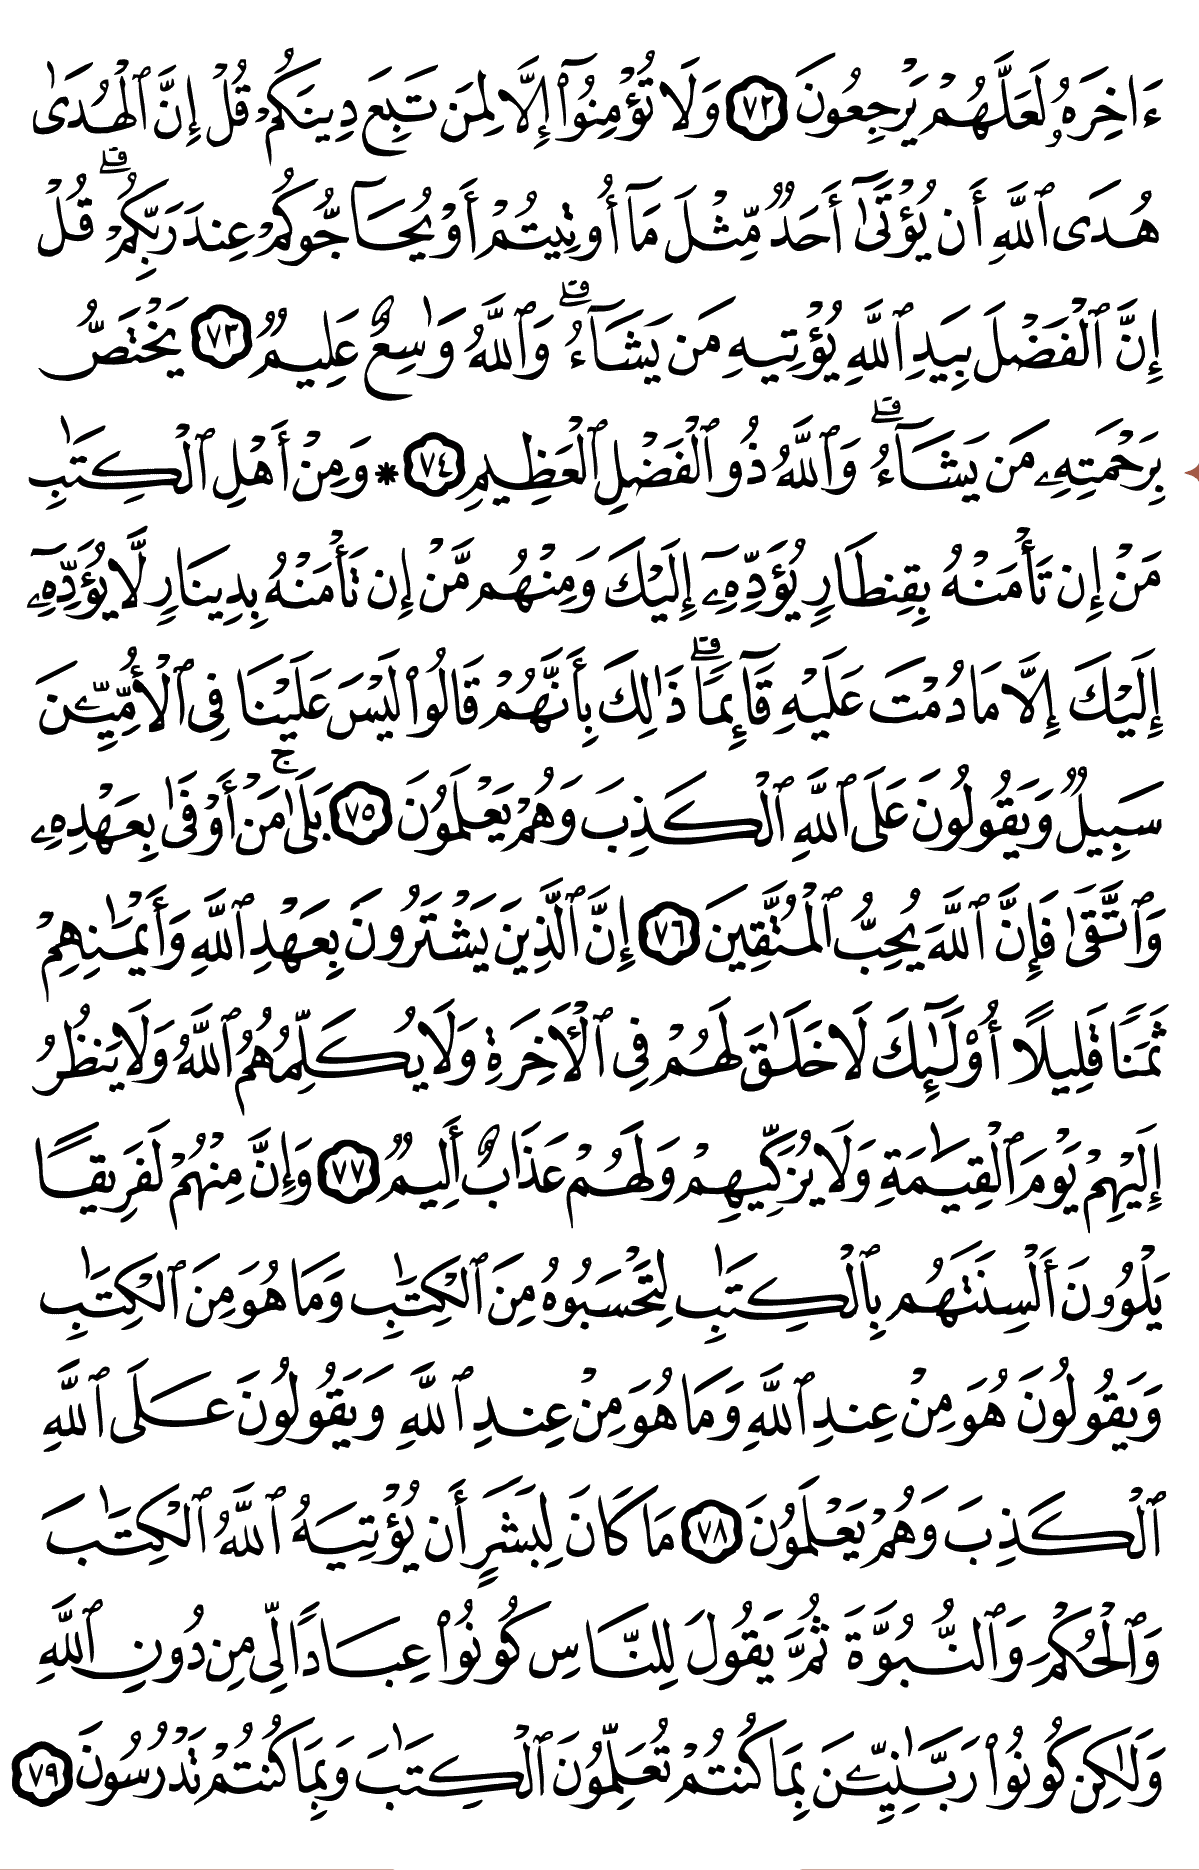 ءَاخِرَهُۥ لَعَلَّهُمْ يَرْجِعُونَ ٧٢ وَلَا تُؤْمِنُوٓا۟ إِلَّا لِمَن تَبِعَ دِينَكُمْ قُلْ إِنَّ ٱلْهُدَىٰ
هُدَى ٱللَّهِ أَن يُؤْتَىٰٓ أَحَدٌ مِّثْلَ مَآ أُوتِيتُمْ أَوْ يُحَآجُّوكُمْ عِندَ رَبِّكُمْ ۗ قُلْ
إِنَّ ٱلْفَضْلَ بِيَدِ ٱللَّهِ يُؤْتِيهِ مَن يَشَآءُ ۗ وَٱللَّهُ وَٰسِعٌ عَلِيمٌ ٧٣ يَخْتَصُّ
بِرَحْمَتِهِۦ مَن يَشَآءُ ۗ وَٱللَّهُ ذُو ٱلْفَضْلِ ٱلْعَظِيمِ ٧٤ * وَمِنْ أَهْلِ ٱلْكِتَٰبِ
مَنْ إِن تَأْمَنْهُ بِقِنطَارٍ يُؤَدِّهِۦٓ إِلَيْكَ وَمِنْهُم مَّنْ إِن تَأْمَنْهُ بِدِينَارٍ لَّا يُؤَدِّهِۦٓ
إِلَيْكَ إِلَّا مَا دُمْتَ عَلَيْهِ قَآئِمًا ۗ ذَٰلِكَ بِأَنَّهُمْ قَالُوا۟ لَيْسَ عَلَيْنَا فِى ٱلْأُمِّيِّـۧنَ
سَبِيلٌ وَيَقُولُونَ عَلَى ٱللَّهِ ٱلْكَذِبَ وَهُمْ يَعْلَمُونَ ٧٥ بَلَىٰ ۚ مَنْ أَوْفَىٰ بِعَهْدِهِۦ
وَٱتَّقَىٰ فَإِنَّ ٱللَّهَ يُحِبُّ ٱلْمُتَّقِينَ ٧٦ إِنَّ ٱلَّذِينَ يَشْتَرُونَ بِعَهْدِ ٱللَّهِ وَأَيْمَٰنِهِمْ
ثَمَنًا قَلِيلًا أُو۟لَٰٓئِكَ لَا خَلَٰقَ لَهُمْ فِى ٱلْـَٔاخِرَةِ وَلَا يُكَلِّمُهُمُ ٱللَّهُ وَلَا يَنظُرُ
إِلَيْهِمْ يَوْمَ ٱلْقِيَٰمَةِ وَلَا يُزَكِّيهِمْ وَلَهُمْ عَذَابٌ أَلِيمٌ ٧٧ وَإِنَّ مِنْهُمْ لَفَرِيقًا
يَلْوُۥنَ أَلْسِنَتَهُم بِٱلْكِتَٰبِ لِتَحْسَبُوهُ مِنَ ٱلْكِتَٰبِ وَمَا هُوَ مِنَ ٱلْكِتَٰبِ
وَيَقُولُونَ هُوَ مِنْ عِندِ ٱللَّهِ وَمَا هُوَ مِنْ عِندِ ٱللَّهِ وَيَقُولُونَ عَلَى ٱللَّهِ
ٱلْكَذِبَ وَهُمْ يَعْلَمُونَ ٧٨ مَا كَانَ لِبَشَرٍ أَن يُؤْتِيَهُ ٱللَّهُ ٱلْكِتَٰبَ
وَٱلْحُكْمَ وَٱلنُّبُوَّةَ ثُمَّ يَقُولَ لِلنَّاسِ كُونُوا۟ عِبَادًا لِّى مِن دُونِ ٱللَّهِ
وَلَٰكِن كُونُوا۟ رَبَّٰنِيِّـۧنَ بِمَا كُنتُمْ تُعَلِّمُونَ ٱلْكِتَٰبَ وَبِمَا كُنتُمْ تَدْرُسُونَ ٧٩